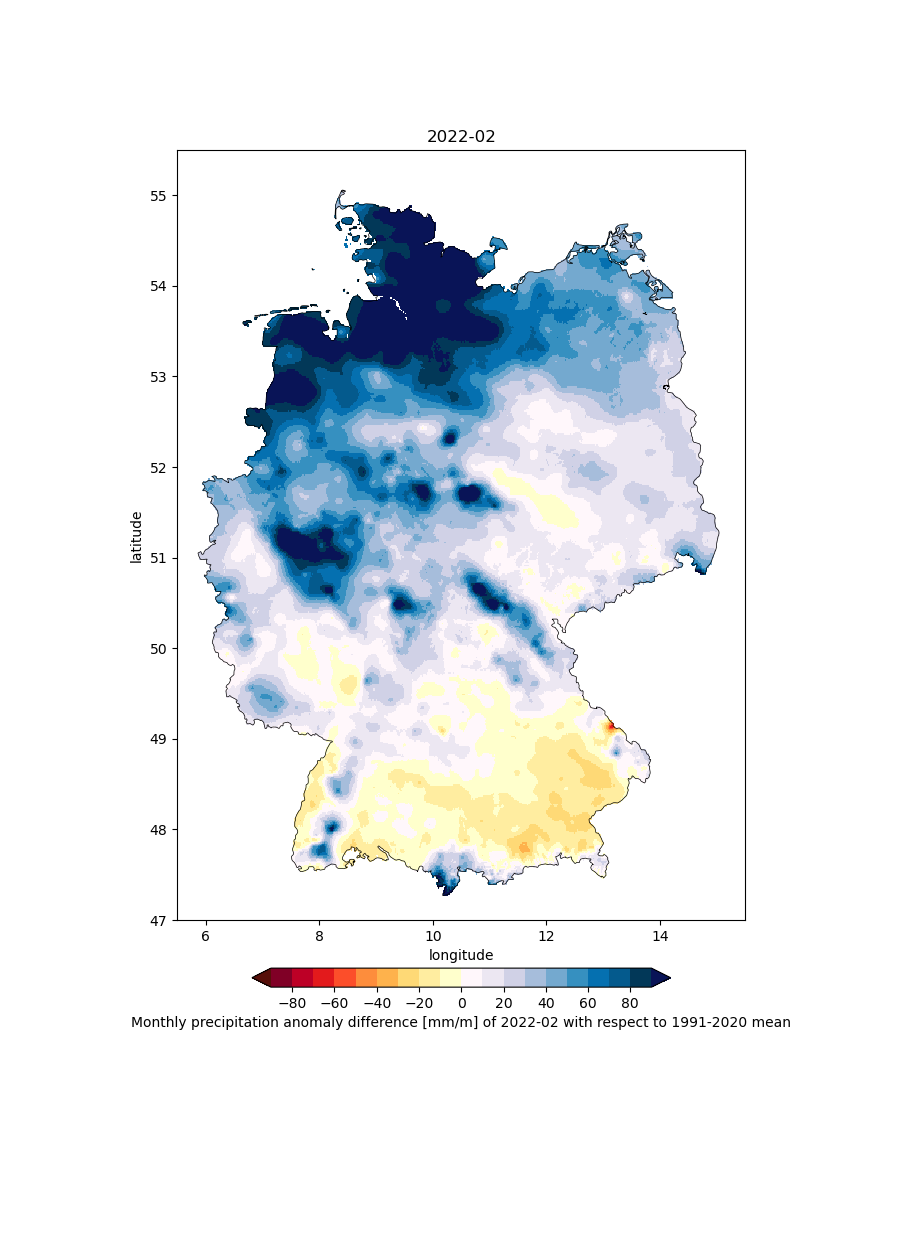 2022-02
55
54
53
52
51
50
49
48
47
latitude
6 8 10 12 14
longitude
−80 −60 −40 −20 0 20 40 60 80
Monthly precipitation anomaly difference [mm/m] of 2022-02 with respect to 1991-2020 mean